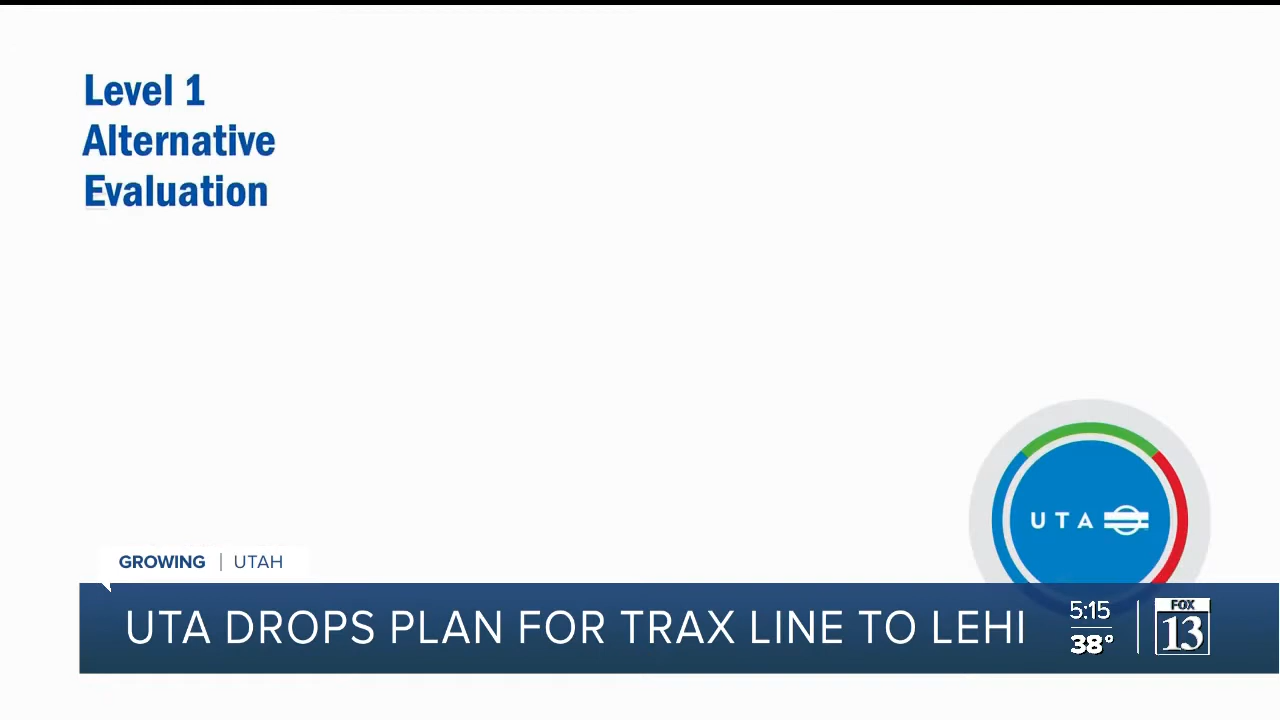 Level 1
Alternative
Evaluation
UTA
GROWING | UTAH
UTA DROPS PLAN FOR TRAX LINE TO LEHI
5:15
38°
FOX
13